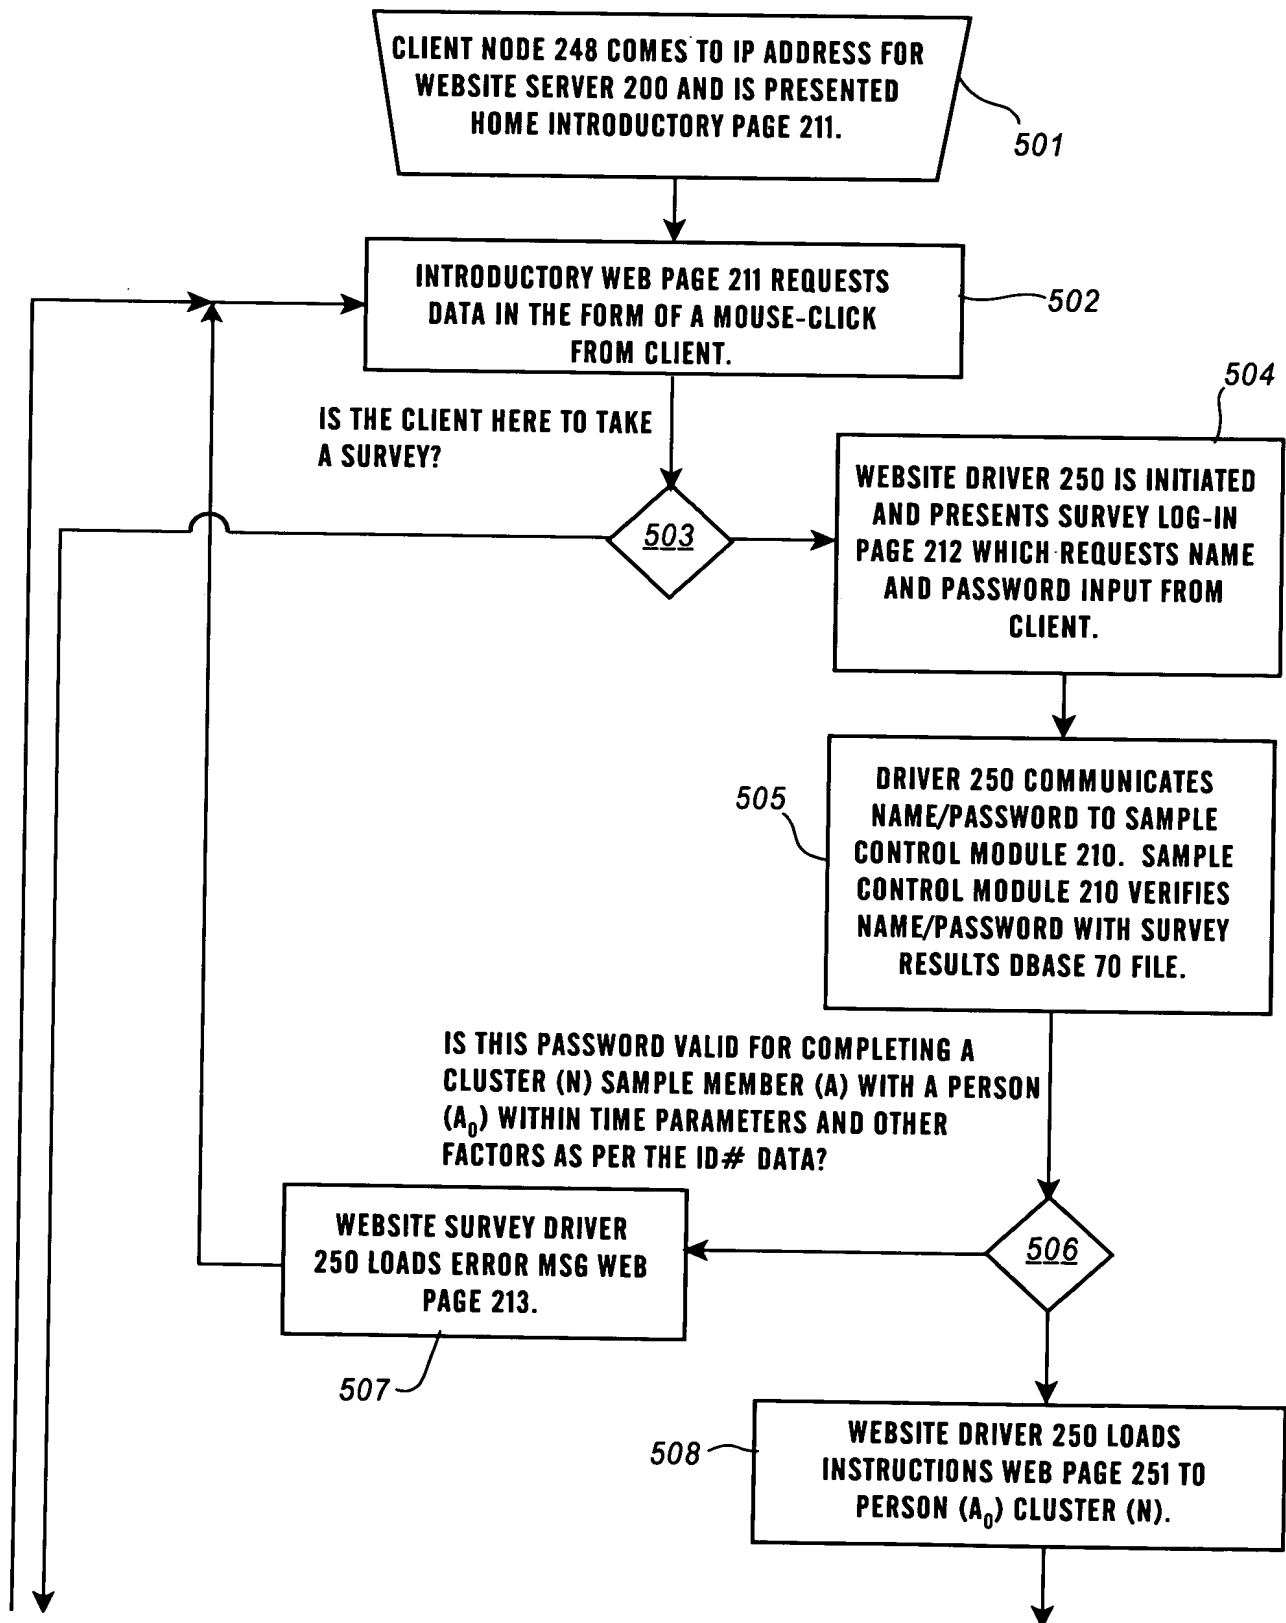 CLIENT NODE 248 COMES TO IP ADDRESS FOR
WEBSITE SERVER 200 AND IS PRESENTED
HOME INTRODUCTORY PAGE 211.
501
INTRODUCTORY WEB PAGE 211 REQUESTS
DATA IN THE FORM OF A MOUSE-CLICK
FROM CLIENT.
502
IS THE CLIENT HERE TO TAKE
A SURVEY?
503
504
WEBSITE DRIVER 250 IS INITIATED
AND PRESENTS SURVEY LOG-IN
PAGE 212 WHICH REQUESTS NAME
AND PASSWORD INPUT FROM
CLIENT.
505
DRIVER 250 COMMUNICATES
NAME/PASSWORD TO SAMPLE
CONTROL MODULE 210. SAMPLE
CONTROL MODULE 210 VERIFIES
NAME/PASSWORD WITH SURVEY
RESULTS DBASE 70 FILE.
IS THIS PASSWORD VALID FOR COMPLETING A
CLUSTER (N) SAMPLE MEMBER (A) WITH A PERSON
(A₀) WITHIN TIME PARAMETERS AND OTHER
FACTORS AS PER THE ID# DATA?
506
WEBSITE SURVEY DRIVER
250 LOADS ERROR MSG WEB
PAGE 213.
507
508
WEBSITE DRIVER 250 LOADS
INSTRUCTIONS WEB PAGE 251 TO
PERSON (A₀) CLUSTER (N).